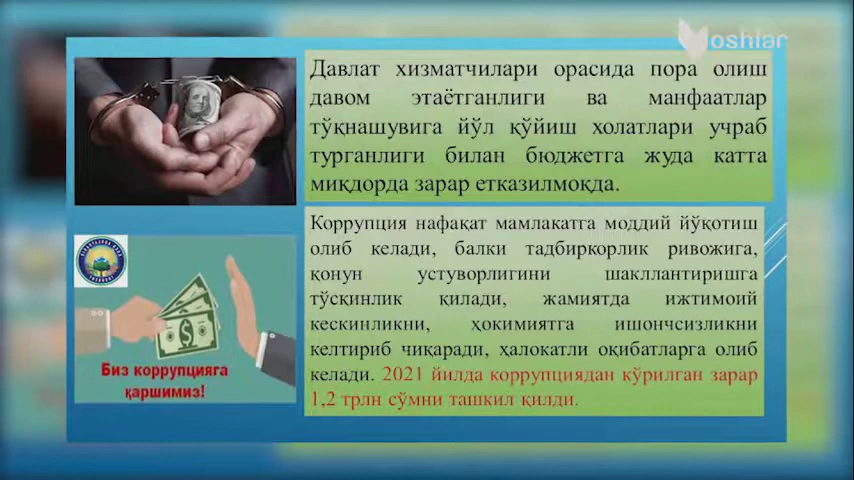 oshlar
Давлат хизматчилари орасида пора олиш
давом этаётганлиги ва манфаатлар
тўқнашувига йўл қўйиш холатлари учраб
турганлиги билан бюджетга жуда катта
миқдорда зарар етказилмоқда.
Коррупция нафақат мамлакатга моддий йўқотиш
олиб келади, балки тадбиркорлик ривожига,
қонун устуворлигини шакллантиришга
тўсқинлик қилади, жамиятда ижтимоий
кескинликни, ҳокимиятга ишончсизликни
келтириб чиқаради, ҳалокатли оқибатларга олиб
келади. 2021 йилда коррупциядан кўрилган зарар
1,2 трлн сўмни ташкил қилди.
Биз коррупцияга
қаршимиз!